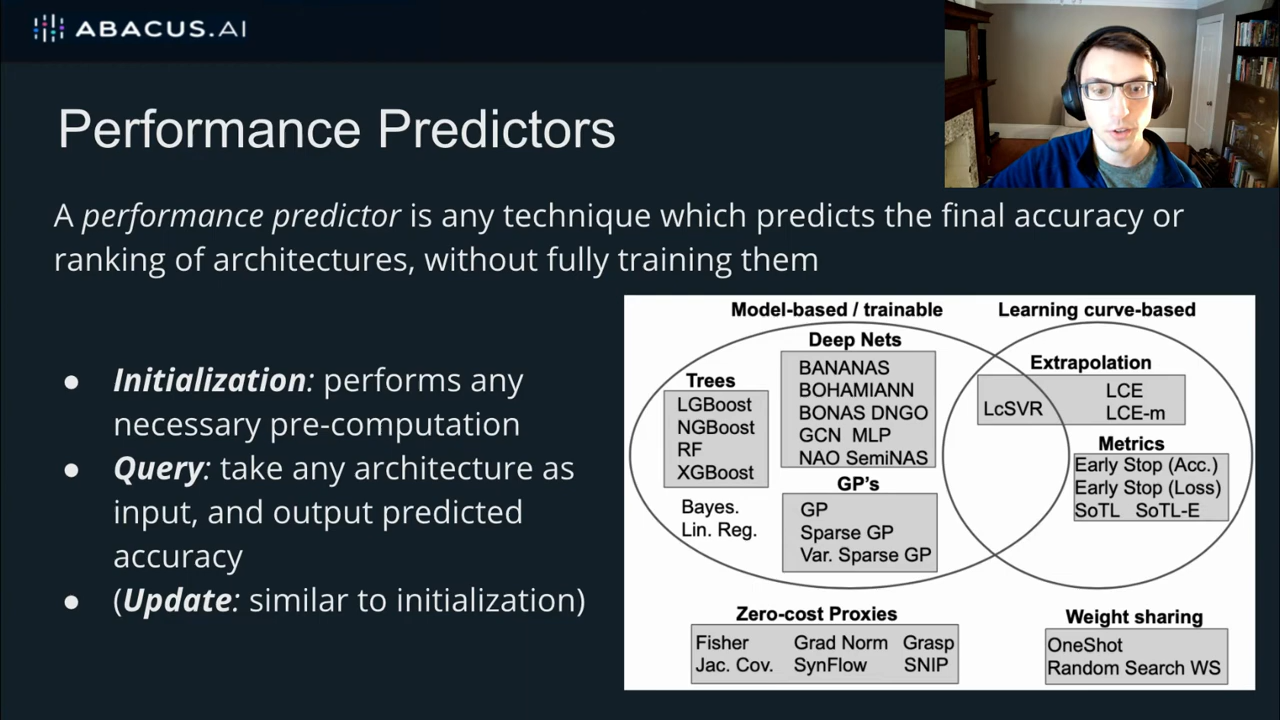 ABACUS.AI
Performance Predictors
A performance predictor is any technique which predicts the final accuracy or
ranking of architectures, without fully training them
● Initialization: performs any
necessary pre-computation
● Query: take any architecture as
input, and output predicted
accuracy
● (Update: similar to initialization)
Model-based / trainable
Learning curve-based
Deep Nets
BANANAS
BOHAMIANN
BONAS DNGO
GCN MLP
NAO SemiNAS
Trees
LGBoost
NGBoost
RF
XGBoost
Bayes.
Lin. Reg.
GP's
GP
Sparse GP
Var. Sparse GP
Extrapolation
LcSVR
LCE
LCE-m
Metrics
Early Stop (Acc.)
Early Stop (Loss)
SoTL SoTL-E
Zero-cost Proxies
Fisher Grad Norm Grasp
Jac. Cov. SynFlow SNIP
Weight sharing
OneShot
Random Search WS